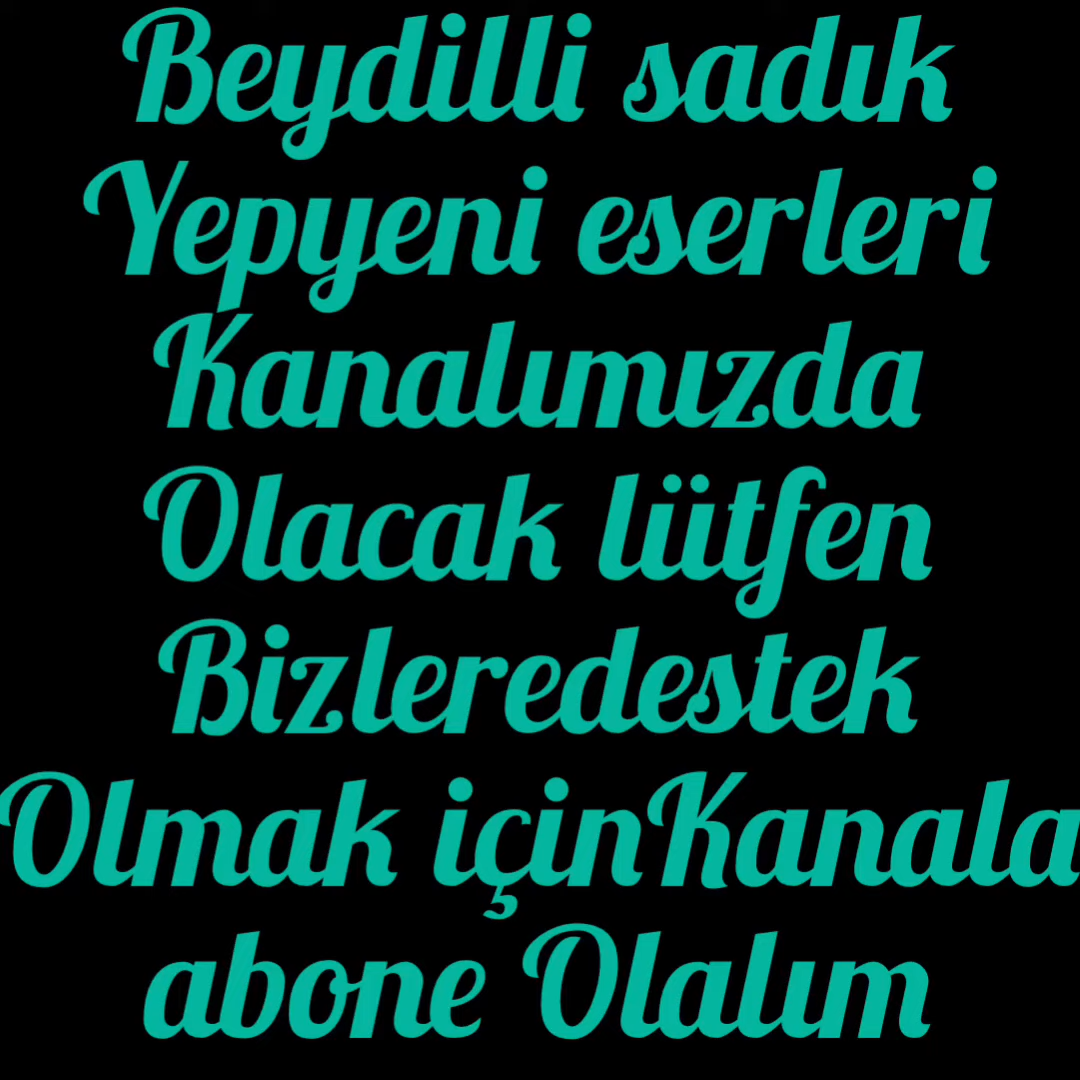 Beydilli sadık
Yepyeni eserleri
Kanalımızda
Olacak lütfen
Bizleredestek
Olmak içinKanala
abone Olalım